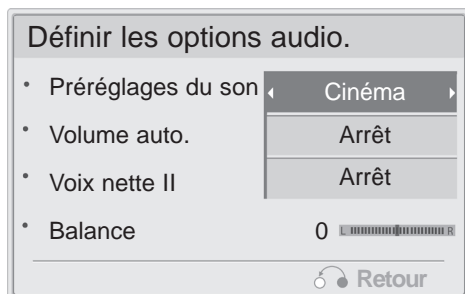 Définir les options audio.
• Préréglages du son Cinéma
• Volume auto. Arrêt
• Voix nette II Arrêt
• Balance 0 L R
Retour